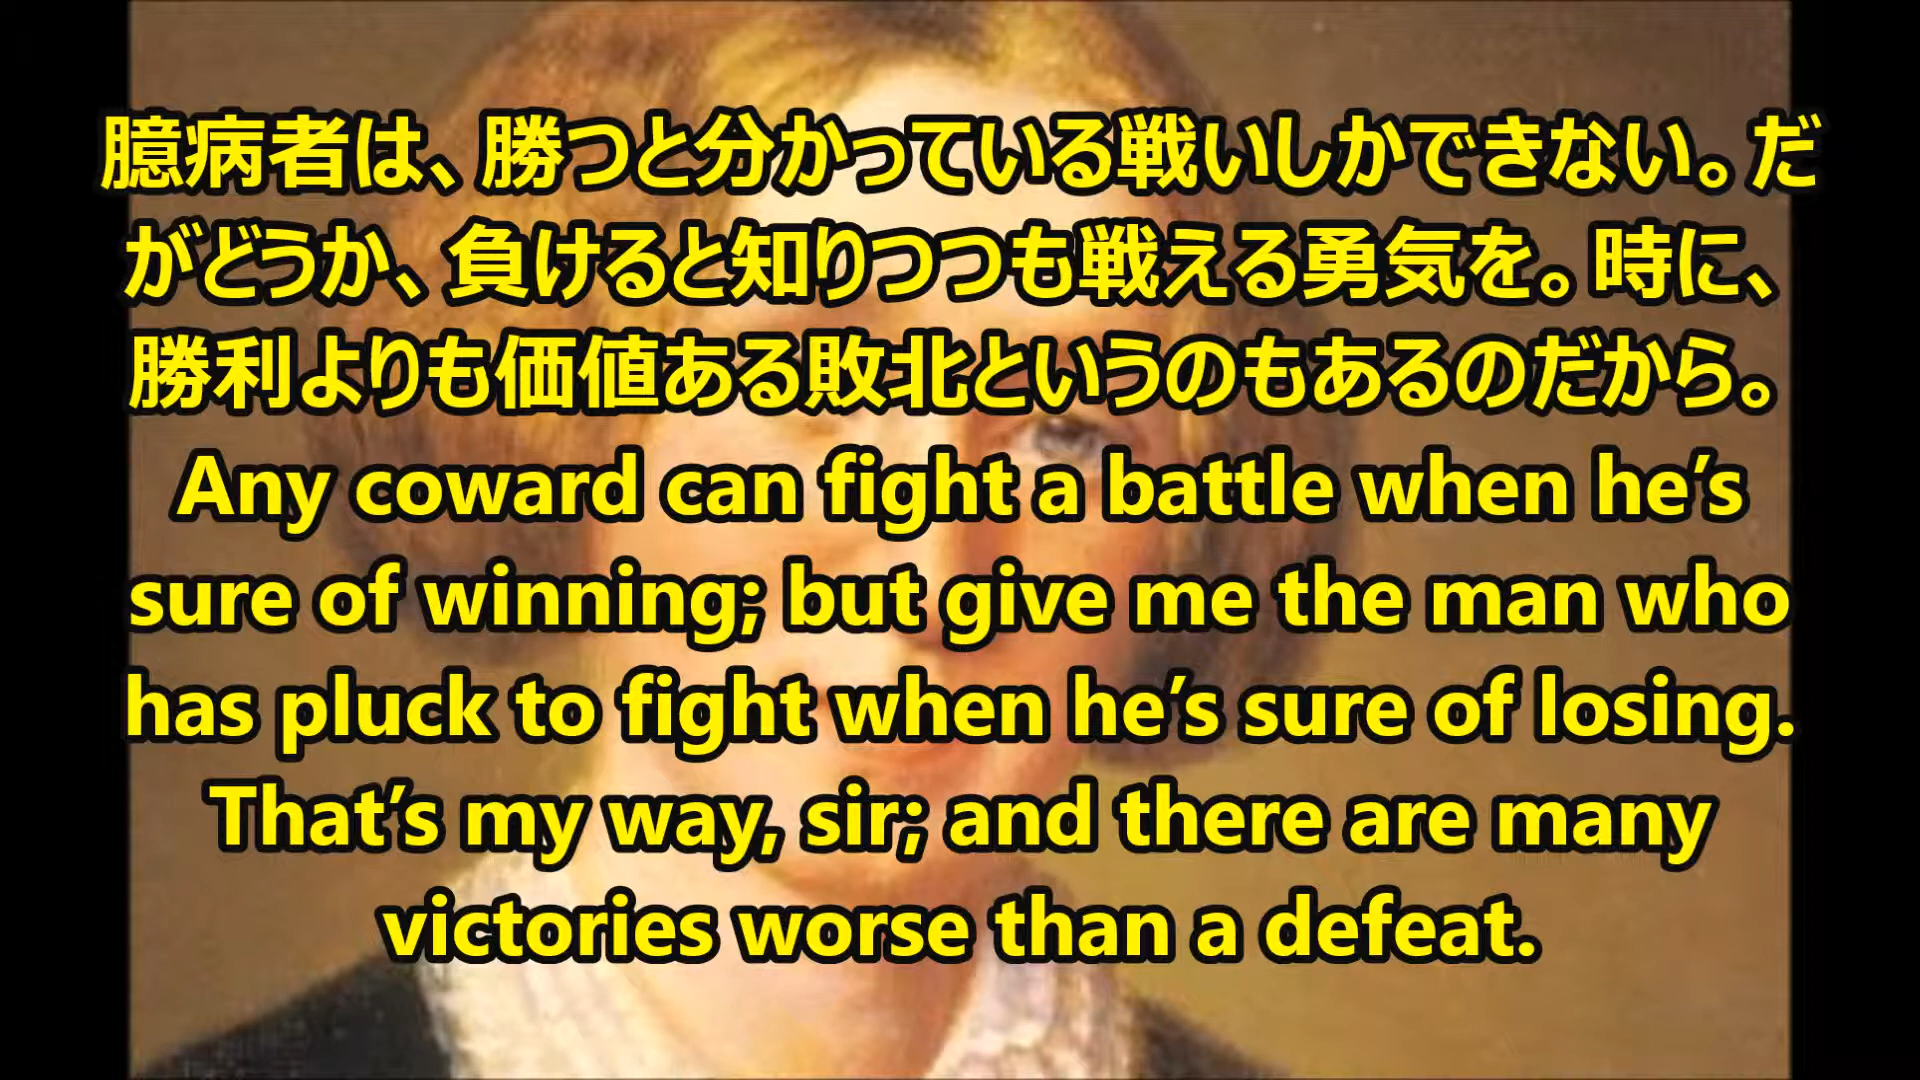 臆病者は、勝つと分かっている戦いしかできない。だ
がどうか、負けると知りつつも戦える勇気を。時に、
勝利よりも価値ある敗北というのもあるのだから。
Any coward can fight a battle when he’s
sure of winning; but give me the man who
has pluck to fight when he’s sure of losing.
That’s my way, sir; and there are many
victories worse than a defeat.